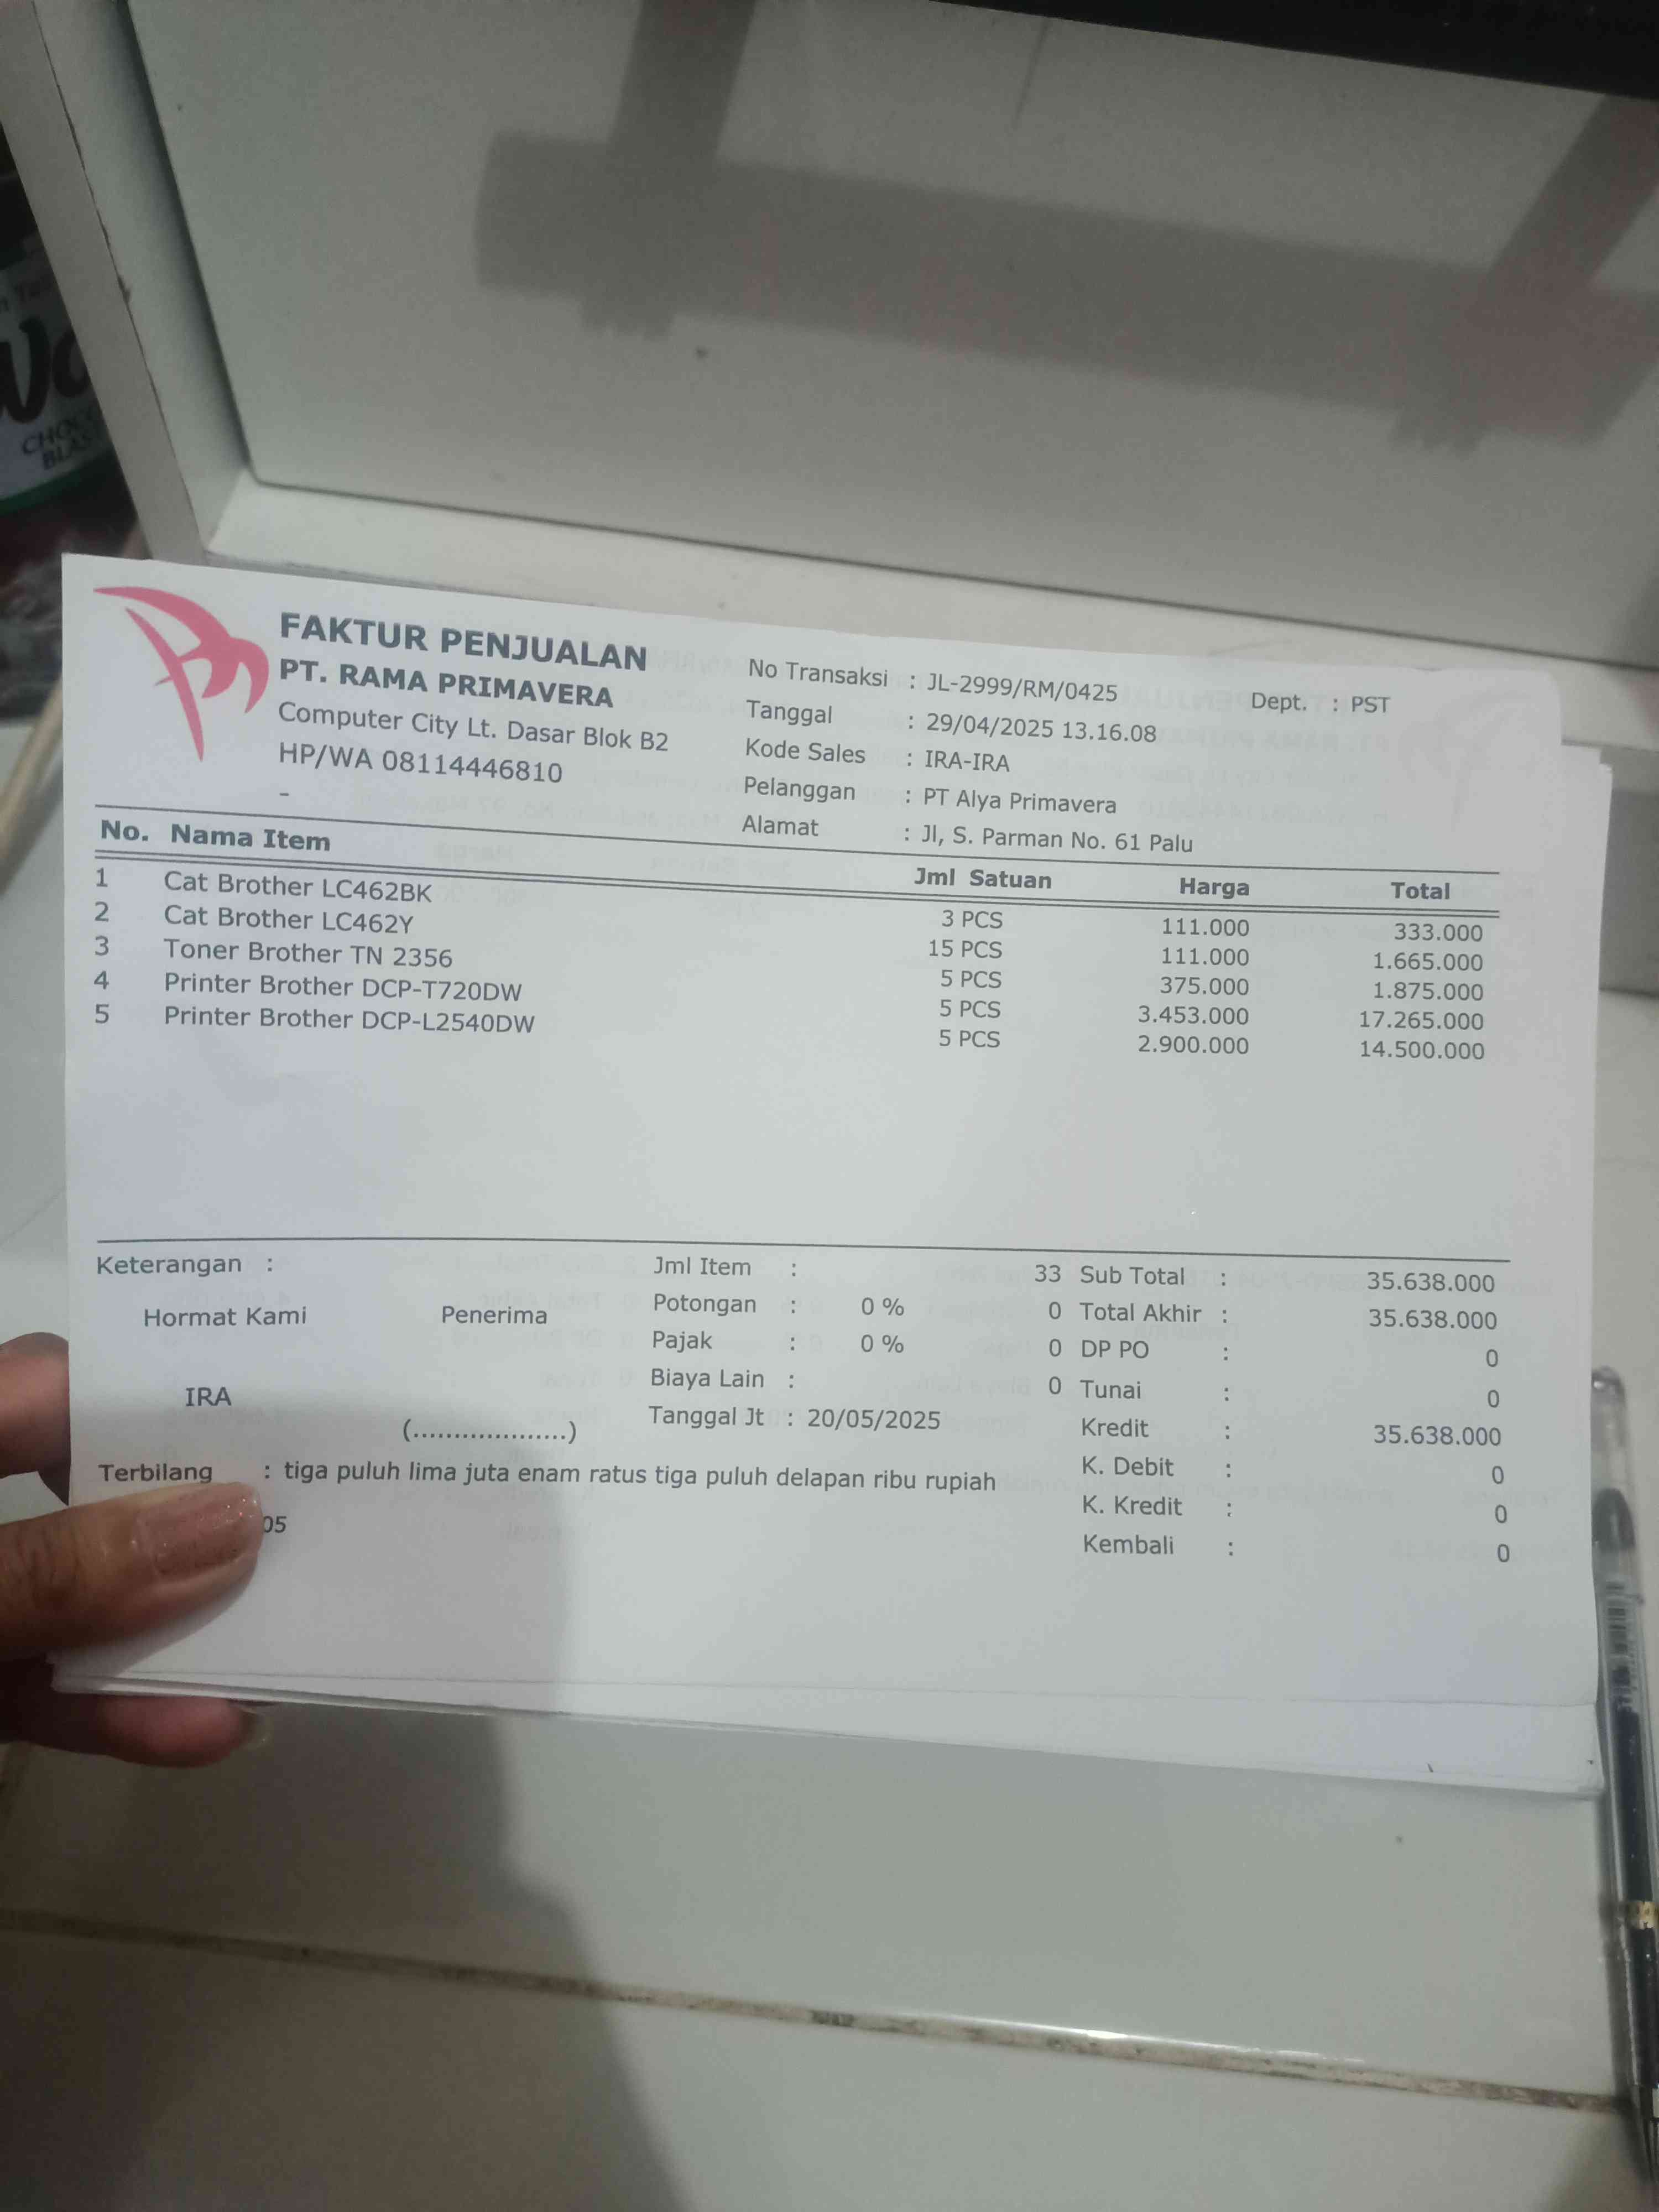 FAKTUR PENJUALAN
PT. RAMA PRIMAVERA
Computer City Lt. Dasar Blok B2
HP/WA 08114446810
-
No Transaksi : JL-2999/RM/0425 Dept. : PST
Tanggal : 29/04/2025 13.16.08
Kode Sales : IRA-IRA
Pelanggan : PT Alya Primavera
Alamat : Jl, S. Parman No. 61 Palu
No. Nama Item Jml Satuan Harga Total
1 Cat Brother LC462BK 3 PCS 111.000 333.000
2 Cat Brother LC462Y 15 PCS 111.000 1.665.000
3 Toner Brother TN 2356 5 PCS 375.000 1.875.000
4 Printer Brother DCP-T720DW 5 PCS 3.453.000 17.265.000
5 Printer Brother DCP-L2540DW 5 PCS 2.900.000 14.500.000
Keterangan :
Hormat Kami Penerima
IRA
(...................)
Jml Item : 33
Potongan : 0 % 0
Pajak : 0 % 0
Biaya Lain : 0
Tanggal Jt : 20/05/2025
Sub Total : 35.638.000
Total Akhir : 35.638.000
DP PO : 0
Tunai : 0
Kredit : 35.638.000
K. Debit : 0
K. Kredit : 0
Kembali : 0
Terbilang : tiga puluh lima juta enam ratus tiga puluh delapan ribu rupiah
05